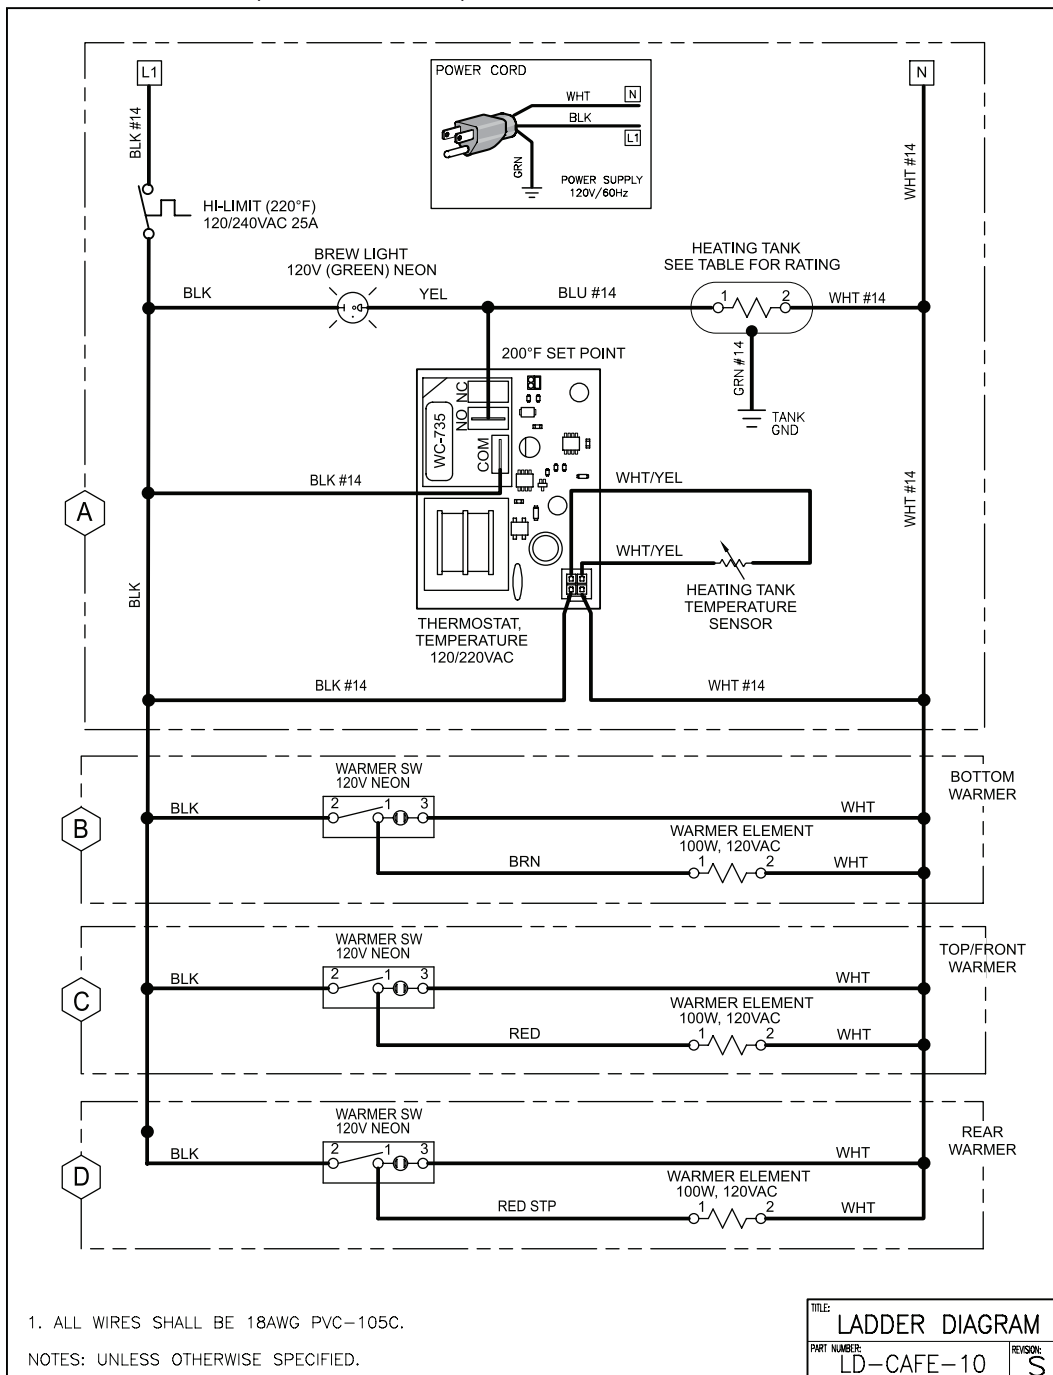 L1
N
POWER CORD
WHT
N
BLK
L1
GRN
POWER SUPPLY
120V/60Hz
BLK #14
WHT #14
HI-LIMIT (220°F)
120/240VAC 25A
BREW LIGHT
120V (GREEN) NEON
HEATING TANK
SEE TABLE FOR RATING
BLK
YEL
BLU #14
1
2
WHT #14
GRN #14
TANK
GND
200°F SET POINT
NC
NO
COM
WC-735
BLK #14
WHT/YEL
WHT #14
A
WHT/YEL
BLK
HEATING TANK
TEMPERATURE
SENSOR
THERMOSTAT,
TEMPERATURE
120/220VAC
BLK #14
WHT #14
BOTTOM
WARMER
WARMER SW
120V NEON
B
BLK
2
1
3
WHT
WARMER ELEMENT
100W, 120VAC
BRN
1
2
WHT
TOP/FRONT
WARMER
WARMER SW
120V NEON
C
BLK
2
1
3
WHT
WARMER ELEMENT
100W, 120VAC
RED
1
2
WHT
REAR
WARMER
WARMER SW
120V NEON
D
BLK
2
1
3
WHT
WARMER ELEMENT
100W, 120VAC
RED STP
1
2
WHT
1. ALL WIRES SHALL BE 18AWG PVC-105C.
NOTES: UNLESS OTHERWISE SPECIFIED.
TITLE:
LADDER DIAGRAM
PART NUMBER:
LD-CAFE-10
REVISION:
S